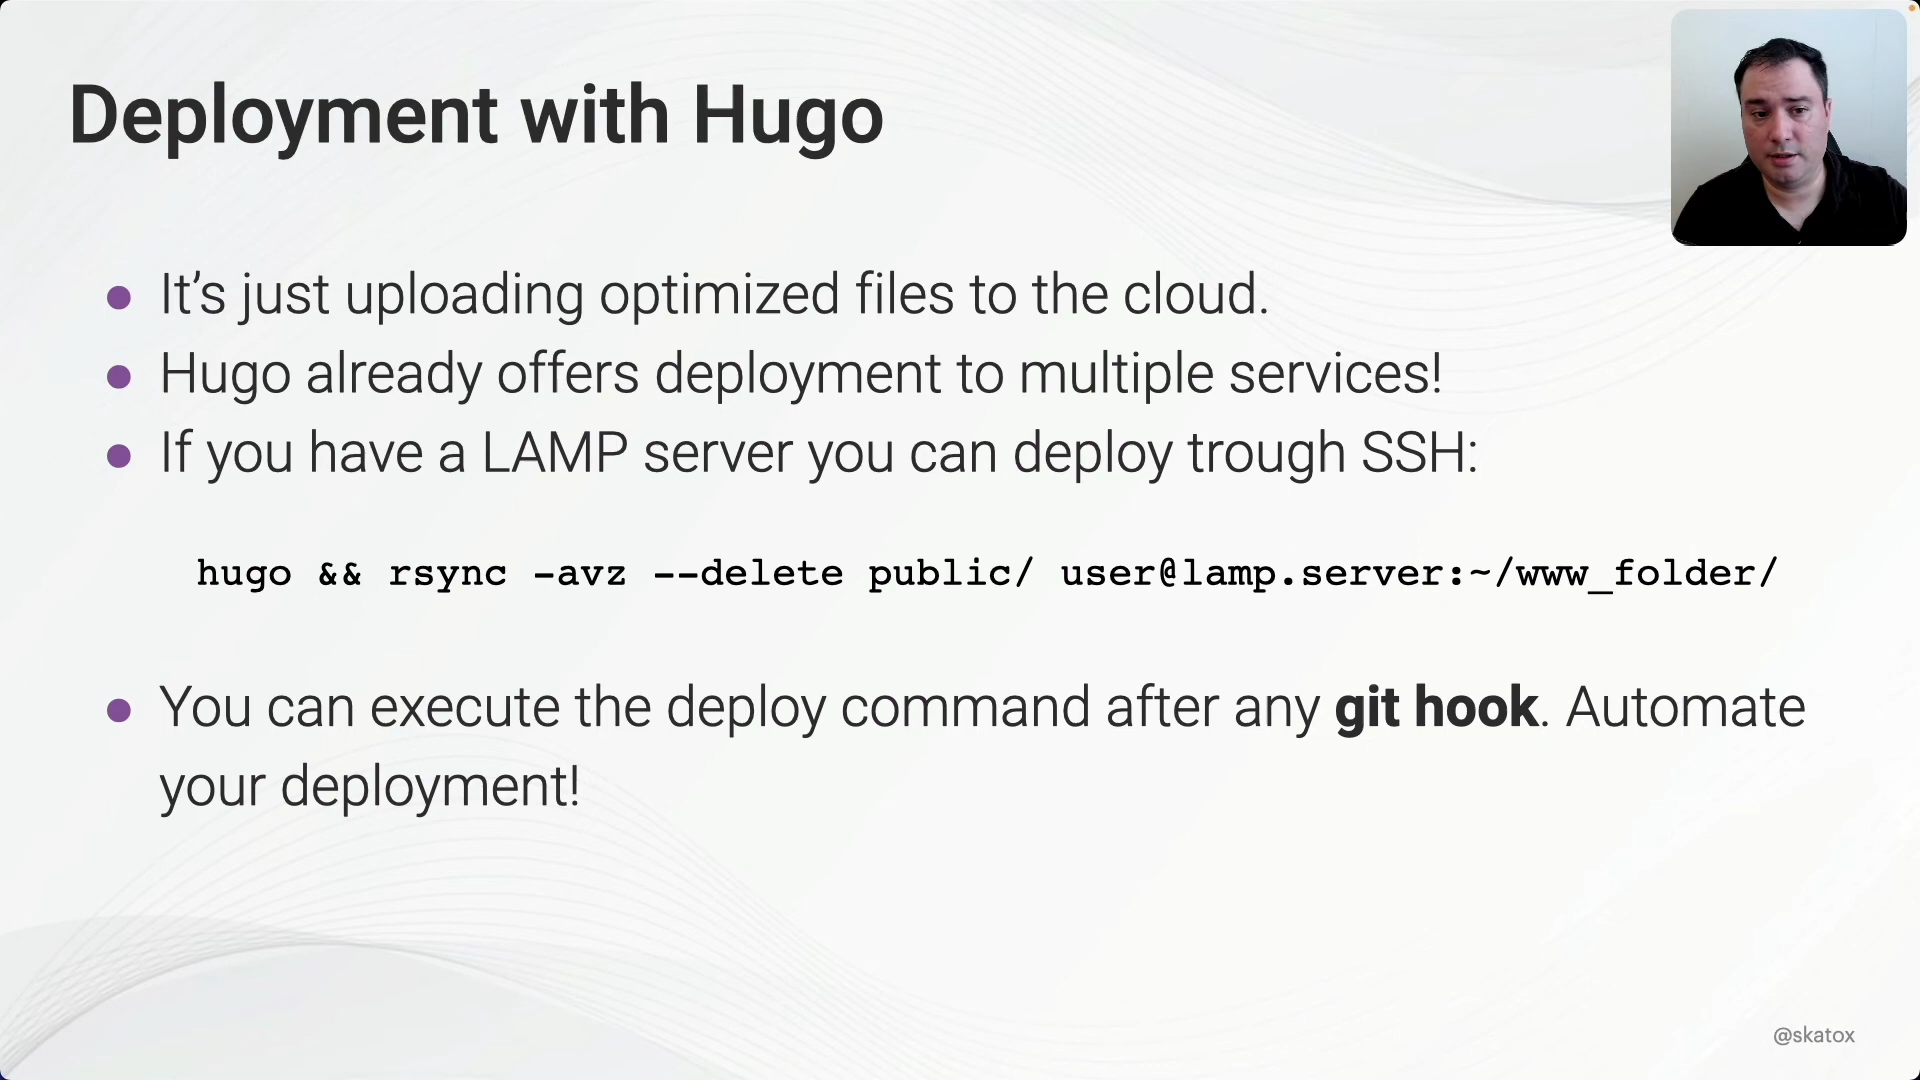 Deployment with Hugo
● It’s just uploading optimized files to the cloud.
● Hugo already offers deployment to multiple services!
● If you have a LAMP server you can deploy trough SSH:
hugo && rsync -avz --delete public/ user@lamp.server:~/www_folder/
● You can execute the deploy command after any git hook. Automate
your deployment!
@skatox